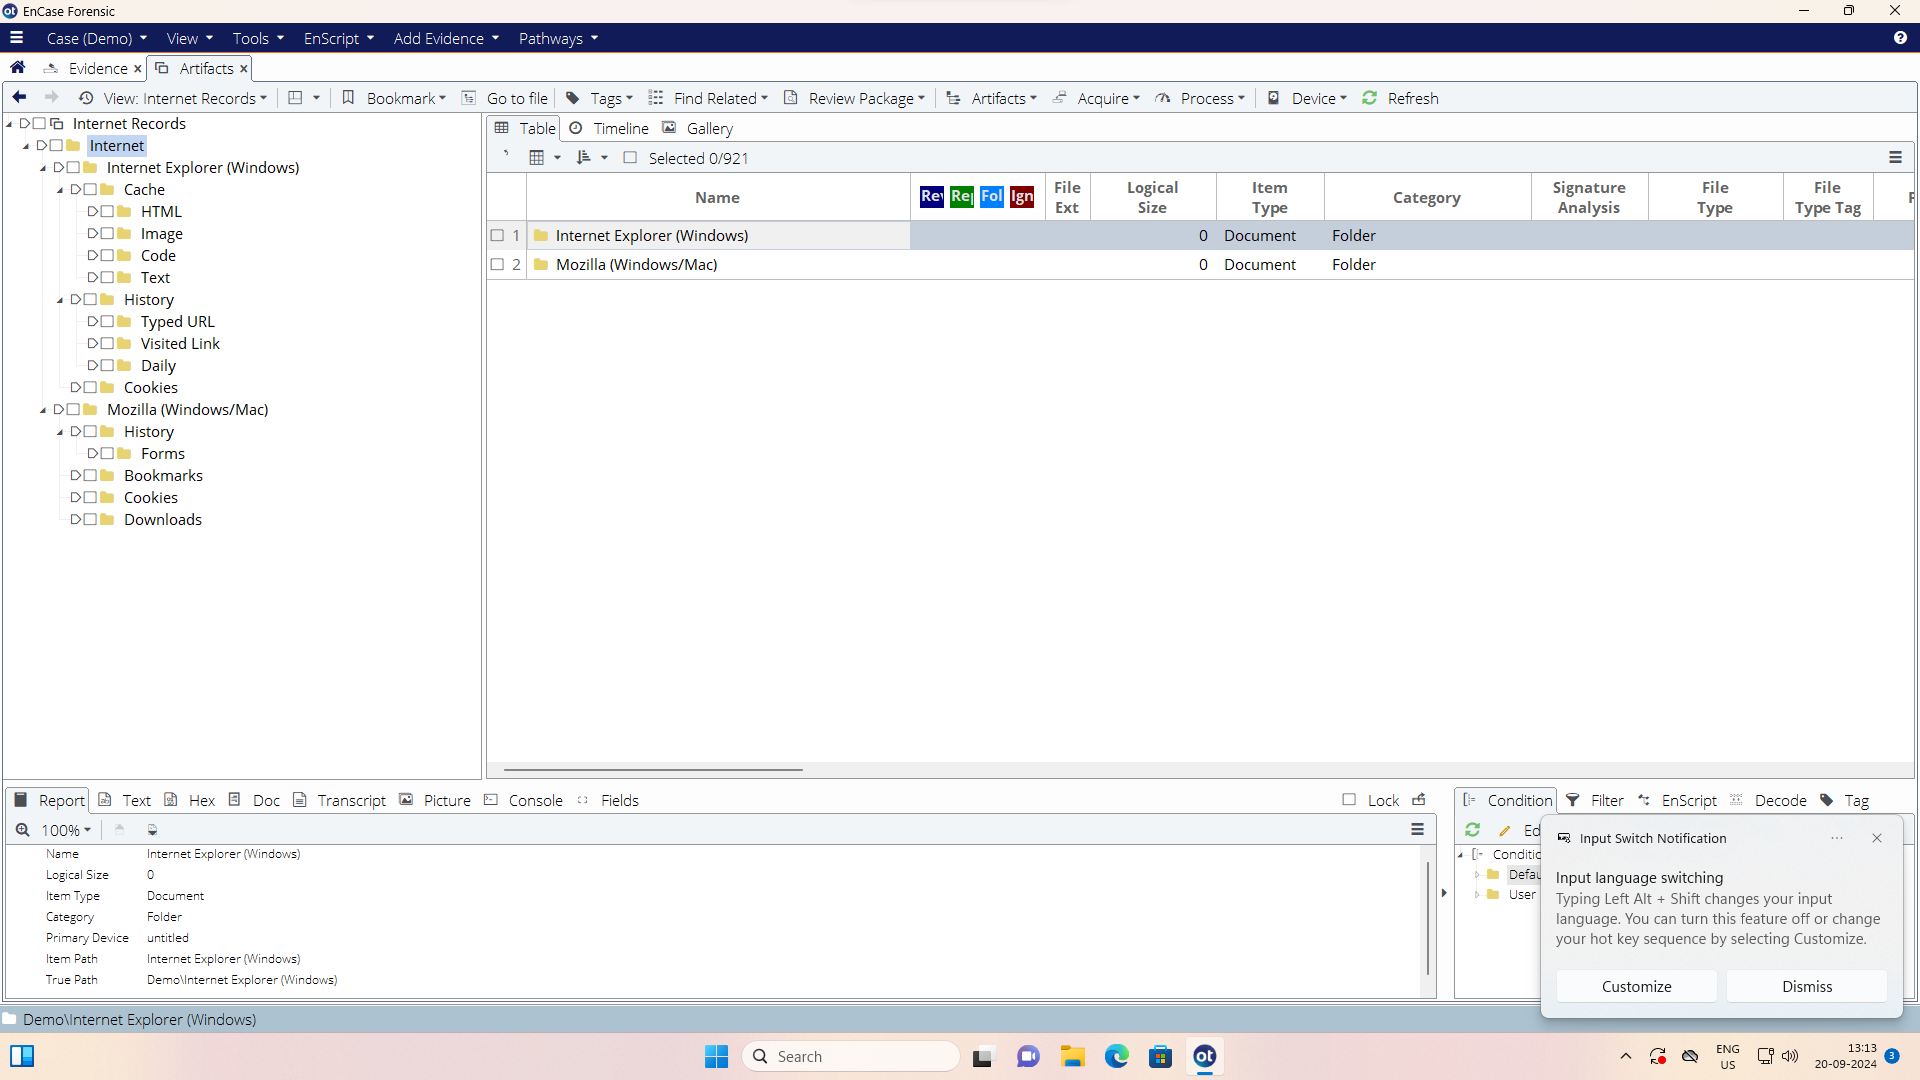 EnCase Forensic
Case (Demo) View Tools EnScript Add Evidence Pathways
Evidence Artifacts
View: Internet Records Bookmark Go to file Tags Find Related Review Package Artifacts Acquire Process Device Refresh
Internet Records
Internet
Internet Explorer (Windows)
Cache
HTML
Image
Code
Text
History
Typed URL
Visited Link
Daily
Cookies
Mozilla (Windows/Mac)
History
Forms
Bookmarks
Cookies
Downloads
Table Timeline Gallery
Selected 0/921
Name Rev Rep Fol Ign File Ext Logical Size Item Type Category Signature Analysis File Type File Type Tag
1 Internet Explorer (Windows) 0 Document Folder
2 Mozilla (Windows/Mac) 0 Document Folder
Report Text Hex Doc Transcript Picture Console Fields Lock
100%
Name Internet Explorer (Windows)
Logical Size 0
Item Type Document
Category Folder
Primary Device untitled
Item Path Internet Explorer (Windows)
True Path Demo\Internet Explorer (Windows)
Condition Filter EnScript Decode Tag
Ed
Conditio
Defau
User
Input Switch Notification
Input language switching
Typing Left Alt + Shift changes your input
language. You can turn this feature off or change
your hot key sequence by selecting Customize.
Customize Dismiss
Demo\Internet Explorer (Windows)
Search
ot
ENG
US
13:13
20-09-2024
3